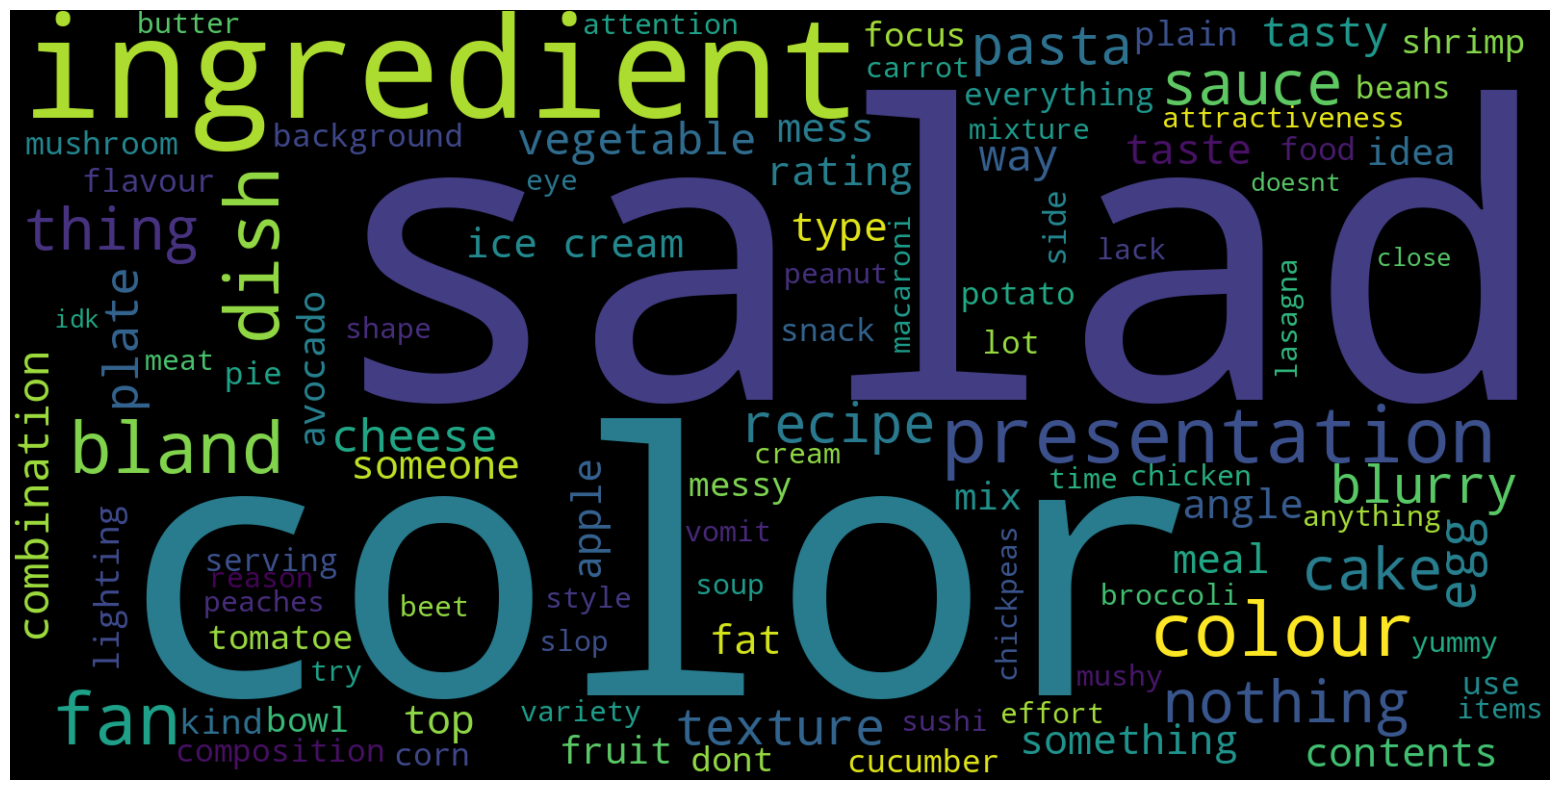 butter
attention
focus
pasta
plain
tasty
shrimp
ingredient
carrot
everything
sauce
beans
mushroom
background
vegetable
mess
mixture
attractiveness
flavour
eye
rating
way
taste
food
idea
doesnt
thing
dish
salad
ice cream
type
macaroni
side
lack
close
plate
peanut
idk
avocado
shape
snack
potato
lot
lasagna
meat
pie
combination
bland
cheese
someone
recipe
presentation
cream
messy
mix
time
chicken
angle
blurry
anything
lighting
serving
reason
peaches
beet
color
apple
style
slop
vomit
soup
chickpeas
meal
broccoli
cake
egg
tomatoe
try
fat
colour
yummy
mushy
fan
kind
bowl
top
variety
texture
sushi
effort
nothing
use
items
composition
corn
fruit
dont
cucumber
something
contents